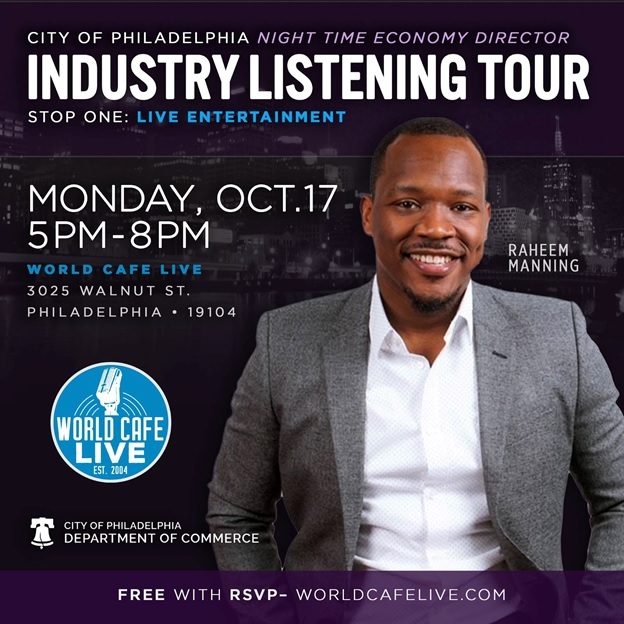 CITY OF PHILADELPHIA NIGHT TIME ECONOMY DIRECTOR
INDUSTRY LISTENING TOUR
STOP ONE: LIVE ENTERTAINMENT
MONDAY, OCT.17
5PM-8PM
WORLD CAFE LIVE
3025 WALNUT ST.
PHILADELPHIA • 19104
RAHEEM
MANNING
WORLD CAFE
LIVE
EST. 2004
CITY OF PHILADELPHIA
DEPARTMENT OF COMMERCE
FREE WITH RSVP- WORLDCAFELIVE.COM